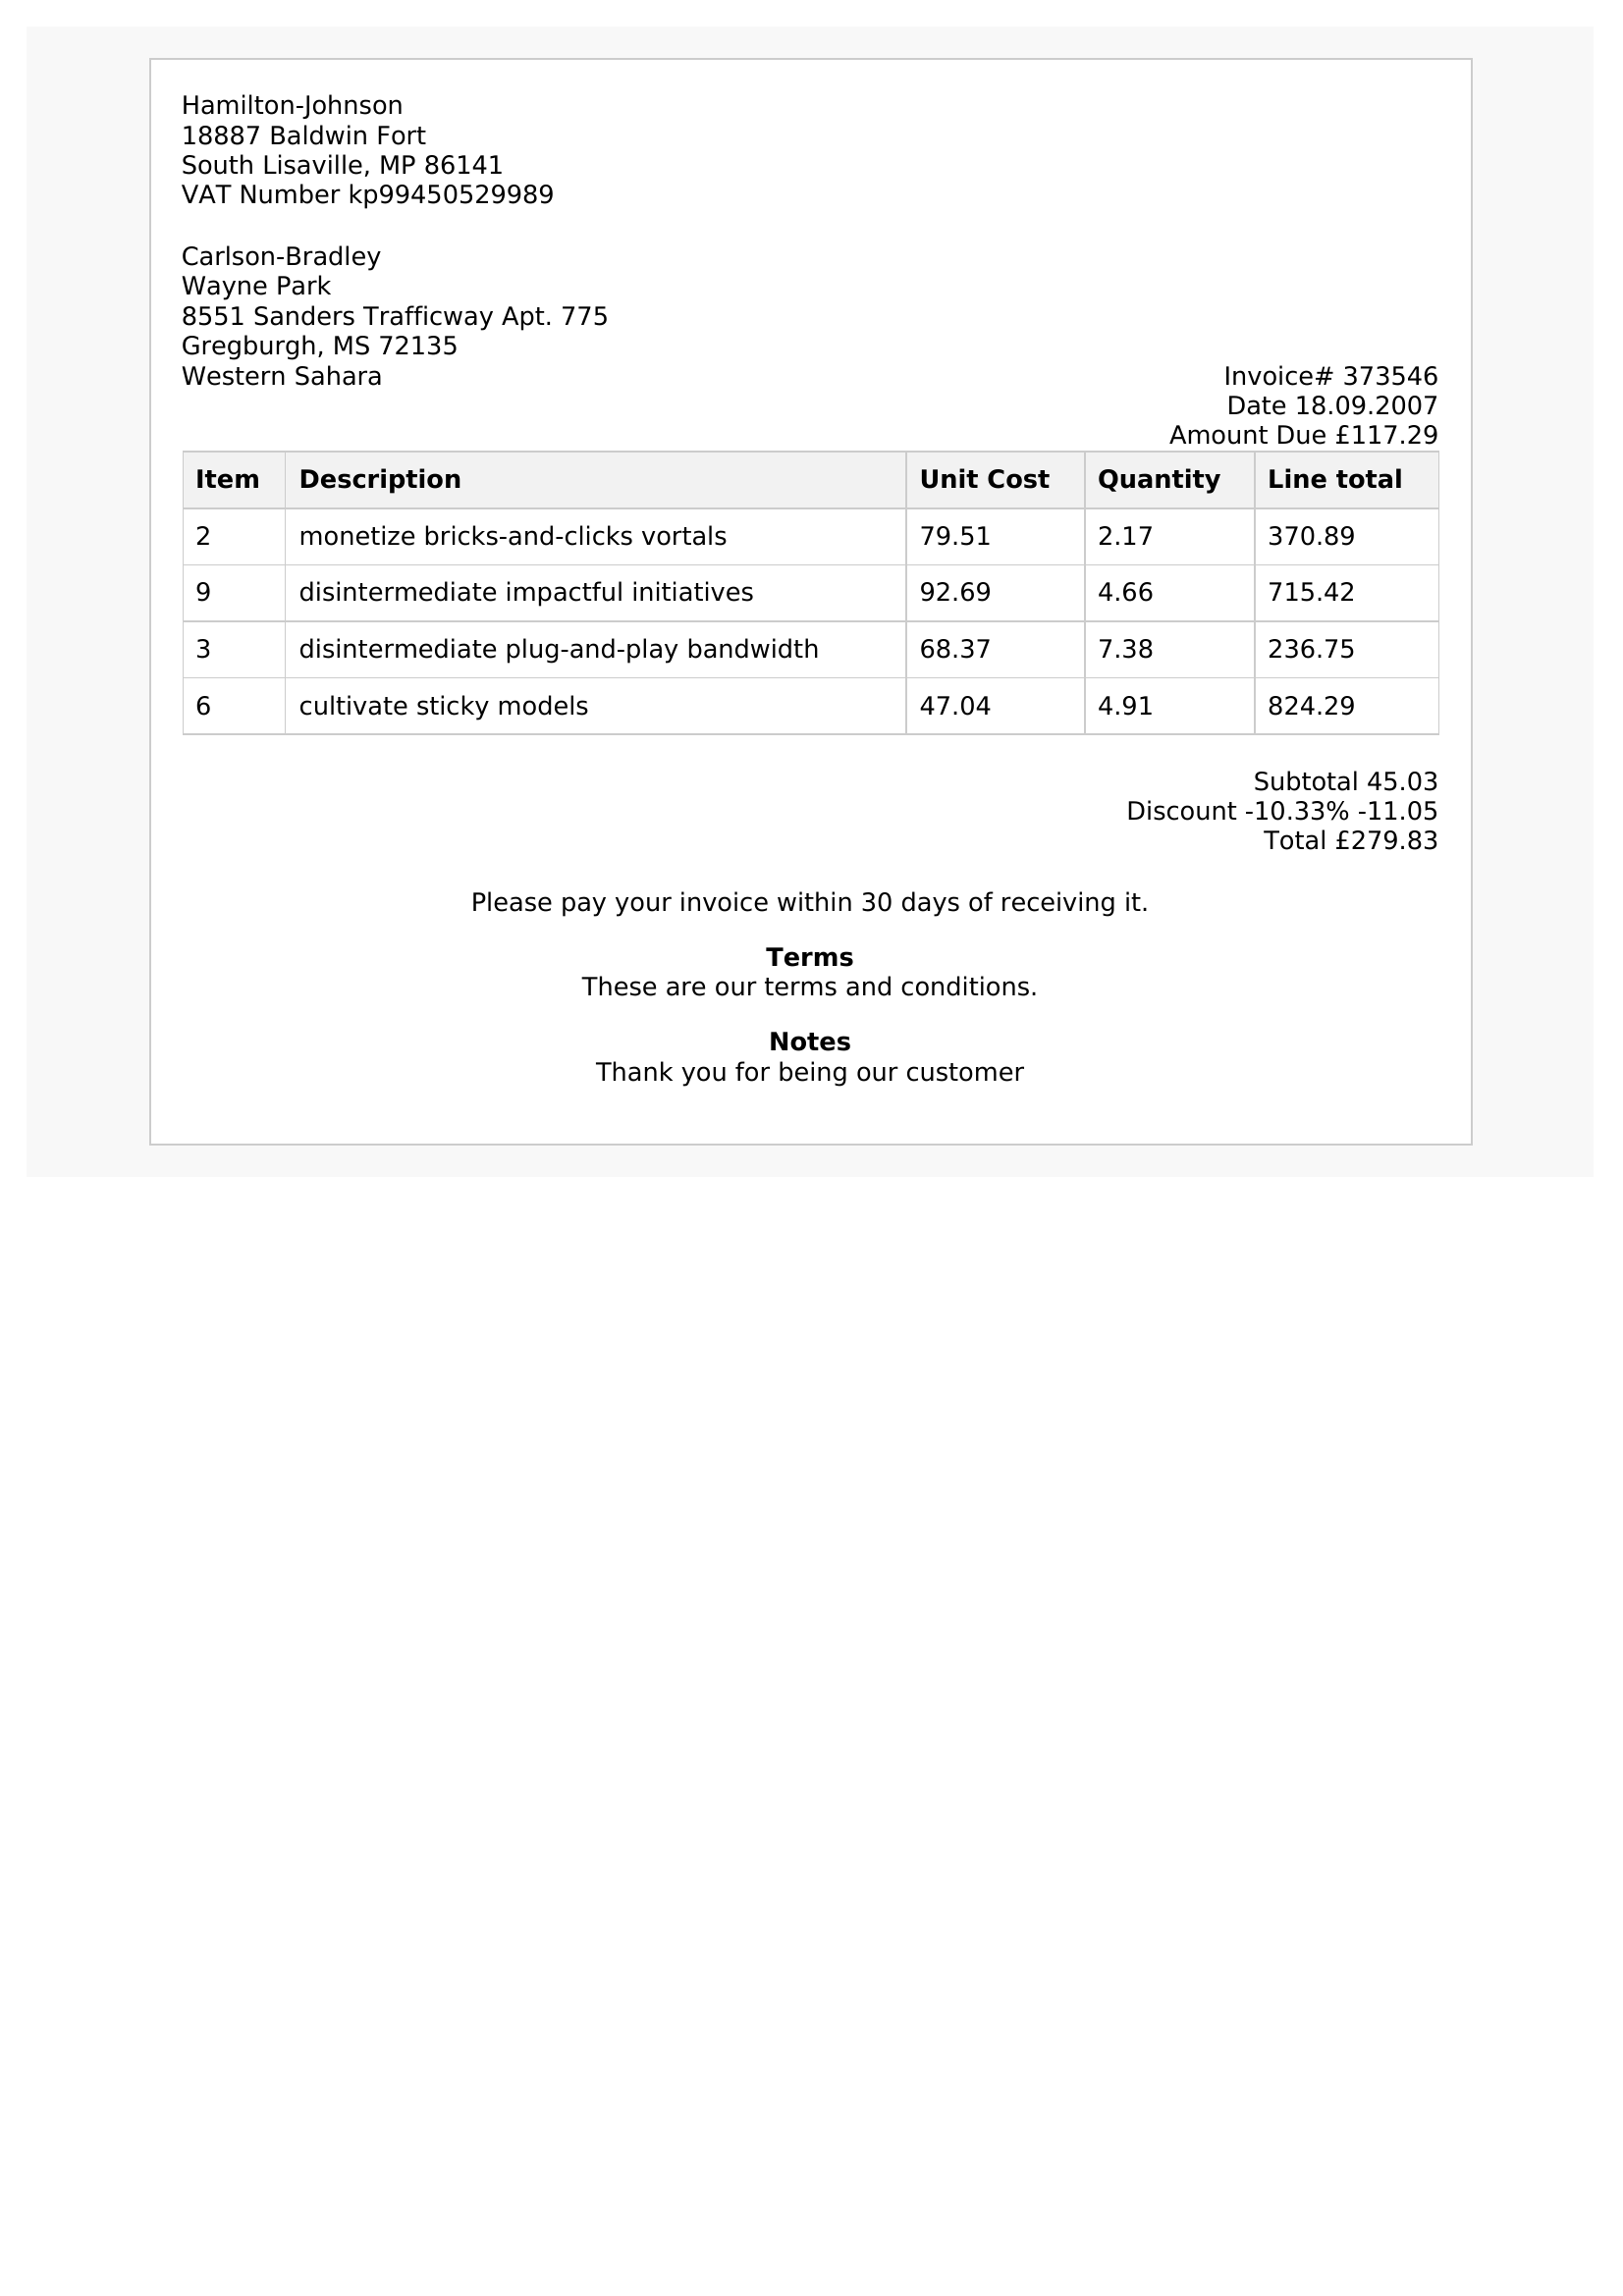 Hamilton-Johnson
18887 Baldwin Fort
South Lisaville, MP 86141
VAT Number kp99450529989
Carlson-Bradley
Wayne Park
8551 Sanders Trafficway Apt. 775
Gregburgh, MS 72135
Western Sahara
Invoice# 373546
Date 18.09.2007
Amount Due £117.29
Item Description Unit Cost Quantity Line total
2 monetize bricks-and-clicks vortals 79.51 2.17 370.89
9 disintermediate impactful initiatives 92.69 4.66 715.42
3 disintermediate plug-and-play bandwidth 68.37 7.38 236.75
6 cultivate sticky models 47.04 4.91 824.29
Subtotal 45.03
Discount -10.33% -11.05
Total £279.83
Please pay your invoice within 30 days of receiving it.
Terms
These are our terms and conditions.
Notes
Thank you for being our customer